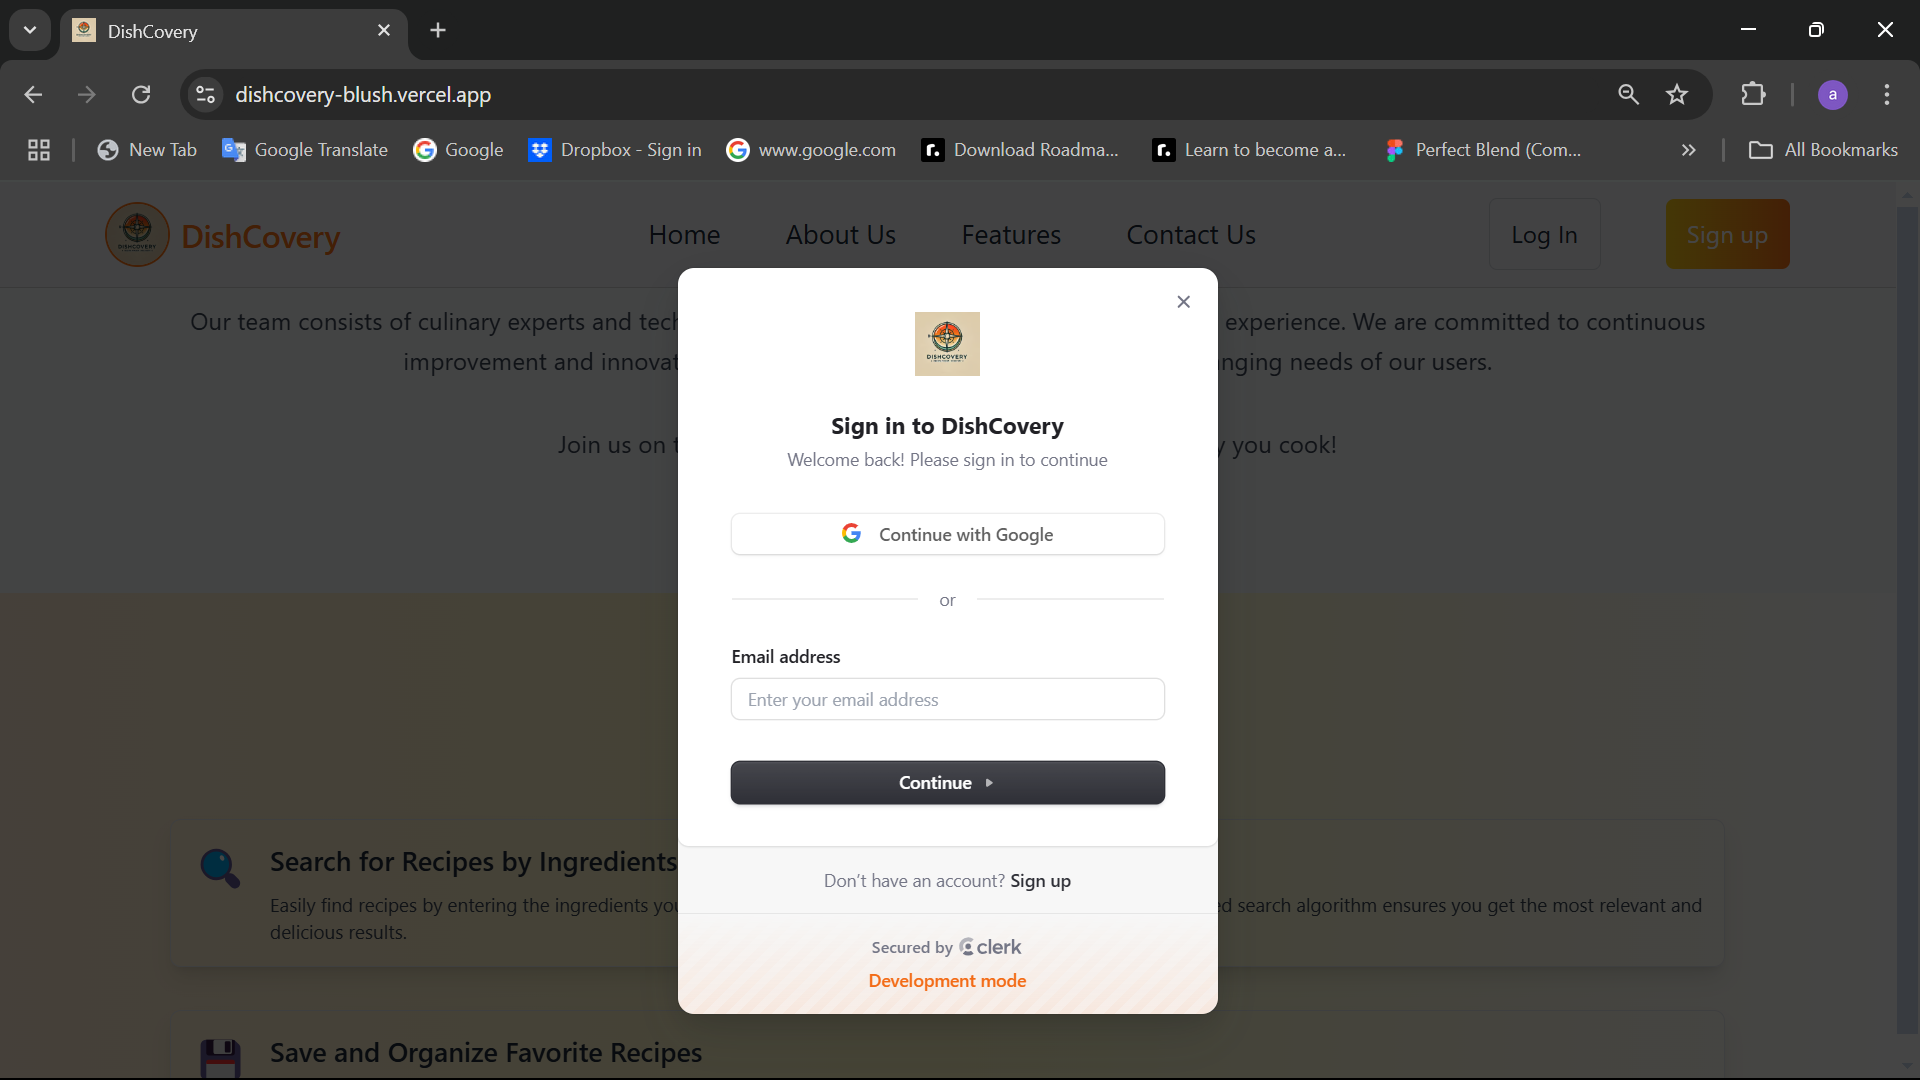 DishCovery
dishcovery-blush.vercel.app
a
New Tab
Google Translate
Google
Dropbox - Sign in
www.google.com
Download Roadma...
Learn to become a...
Perfect Blend (Com...
All Bookmarks
DISHCOVERY
DishCovery
Home
About Us
Features
Contact Us
Log In
Sign up
Our team consists of culinary experts and tech
experience. We are committed to continuous
improvement and innovat
nging needs of our users.
Join us on t
y you cook!
DISHCOVERY
Sign in to DishCovery
Welcome back! Please sign in to continue
Continue with Google
or
Email address
Enter your email address
Continue
Don't have an account? Sign up
Secured by clerk
Development mode
Search for Recipes by Ingredients
Easily find recipes by entering the ingredients you
d search algorithm ensures you get the most relevant and
delicious results.
Save and Organize Favorite Recipes